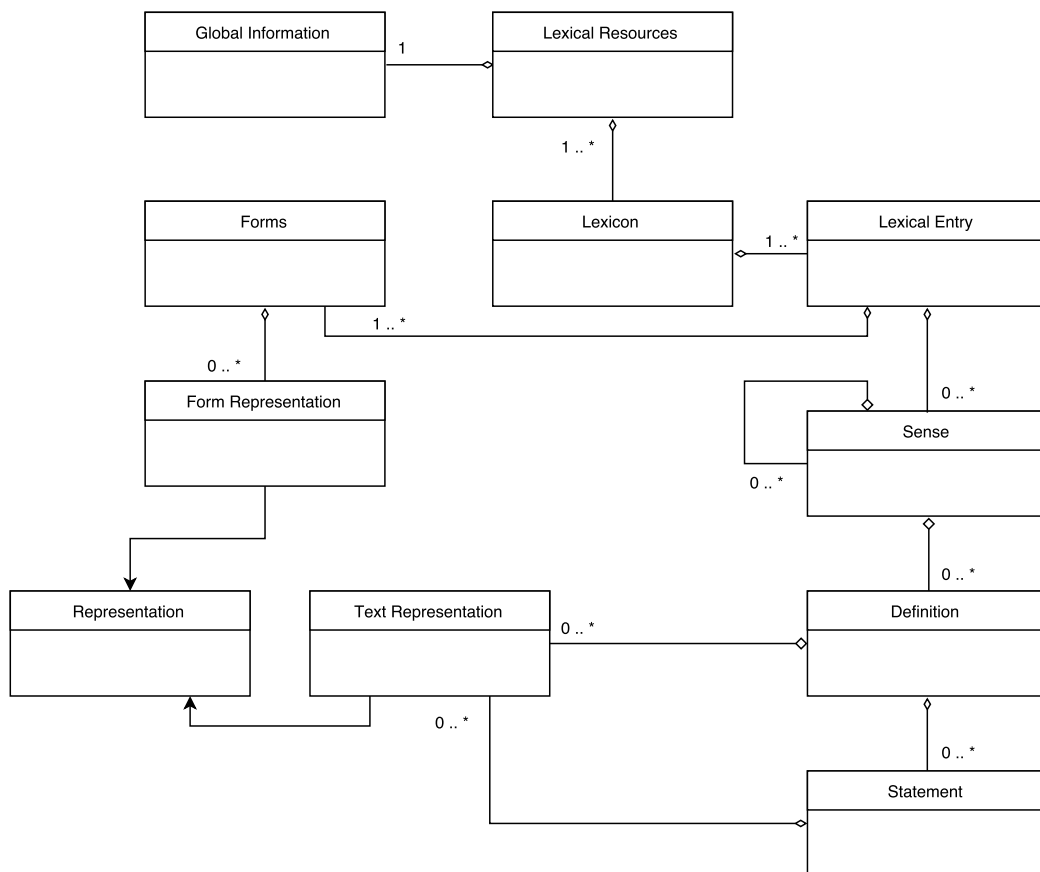 Global Information
1
Lexical Resources
1 .. *
Forms
Lexicon
1 .. *
Lexical Entry
1 .. *
0 .. *
Form Representation
0 .. *
Sense
0 .. *
0 .. *
Representation
Text Representation
0 .. *
Definition
0 .. *
0 .. *
Statement